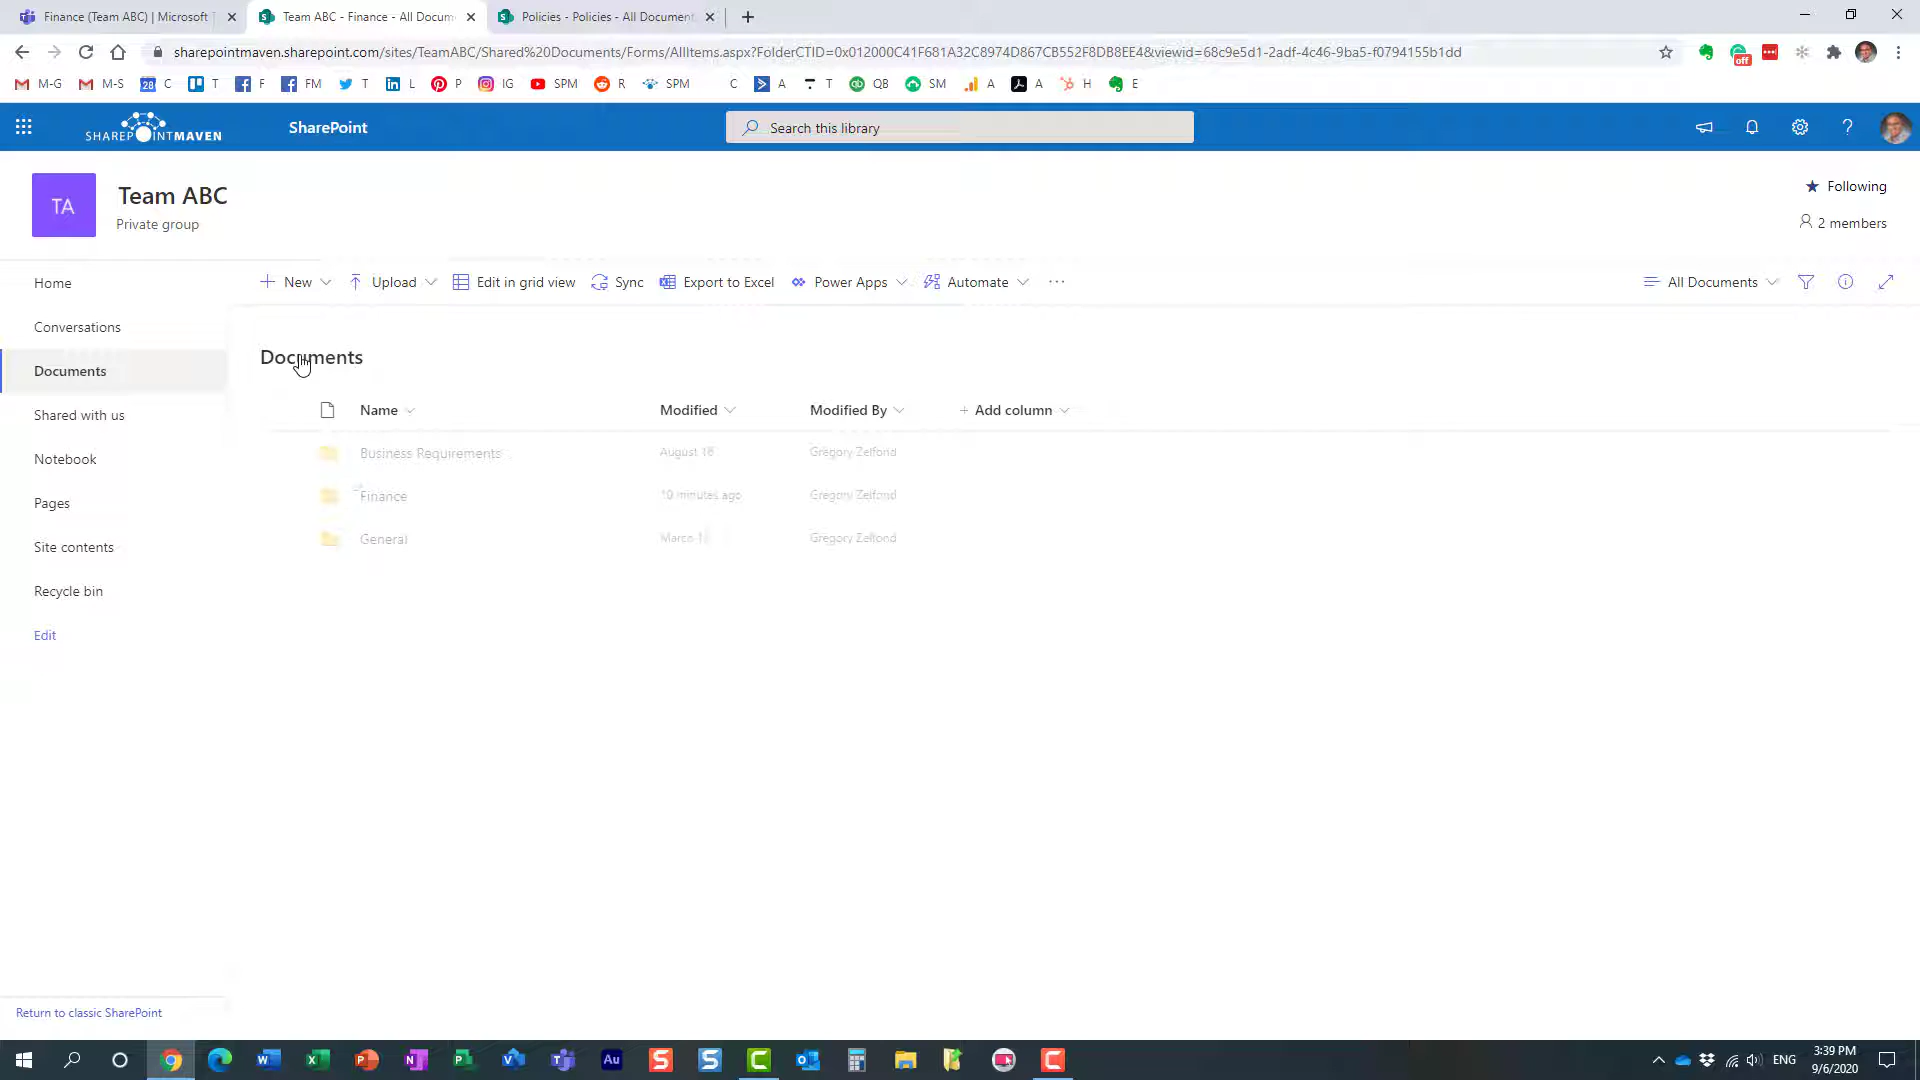 Finance (Team ABC) | Microsoft T
Team ABC - Finance - All Docum
Policies - Policies - All Document
sharepointmaven.sharepoint.com/sites/TeamABC/Shared%20Documents/Forms/AllItems.aspx?FolderCTID=0x012000C41F681A32C8974D867CB552F8DB8EE4&viewid=68c9e5d1-2adf-4c46-9ba5-f0794155b1dd
off
M-G M-S 28 C T F FM T L P IG SPM R SPM C A T QB SM A A H E
SHAREPOINTMAVEN SharePoint Search this library
TA
Team ABC
Private group
Following
2 members
New Upload Edit in grid view Sync Export to Excel Power Apps Automate All Documents
Home
Conversations
Documents
Shared with us
Notebook
Pages
Site contents
Recycle bin
Edit
Documents
Name Modified Modified By Add column
Business Requirements August 16 Gregory Zelfond
Finance 10 minutes ago Gregory Zelfond
General Gregory Zelfond
Return to classic SharePoint
ENG
3:39 PM
9/6/2020